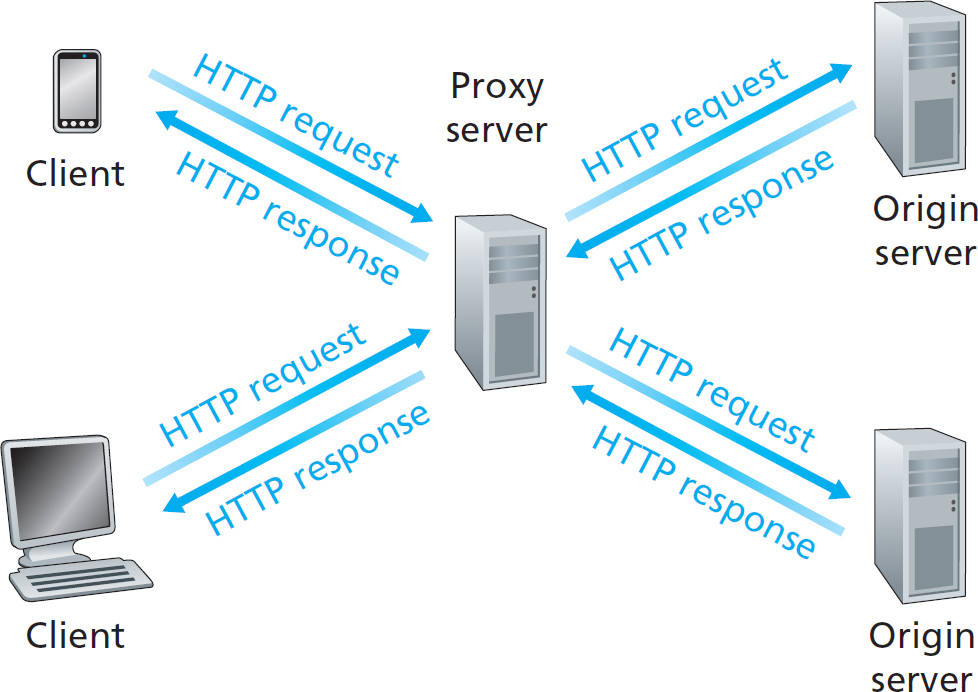 HTTP request
HTTP response
Client
Proxy
server
HTTP request
HTTP response
Origin
server
HTTP request
HTTP response
Client
HTTP request
HTTP response
Origin
server